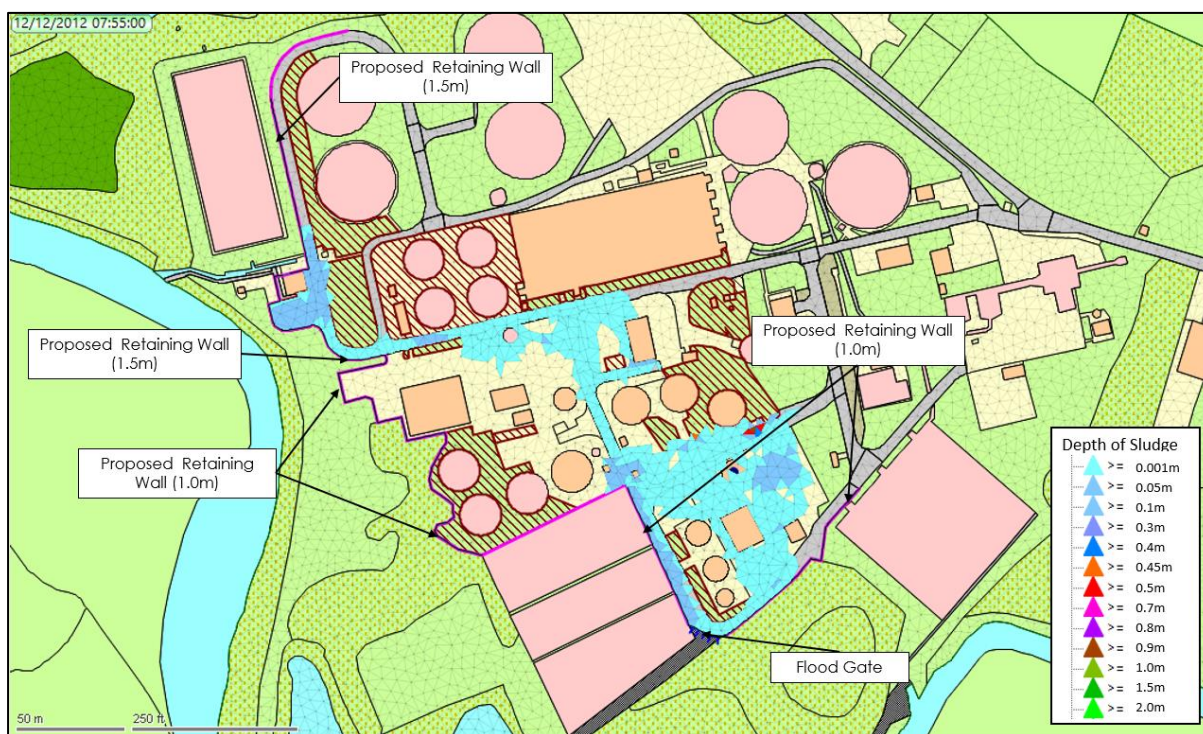 12/12/2012 07:55:00
Proposed Retaining Wall
(1.5m)
Proposed Retaining Wall
(1.5m)
Proposed Retaining Wall
(1.0m)
Proposed Retaining
Wall (1.0m)
Flood Gate
Depth of Sludge
>= 0.001m
>= 0.05m
>= 0.1m
>= 0.3m
>= 0.4m
>= 0.45m
>= 0.5m
>= 0.7m
>= 0.8m
>= 0.9m
>= 1.0m
>= 1.5m
>= 2.0m
50 m 250 ft